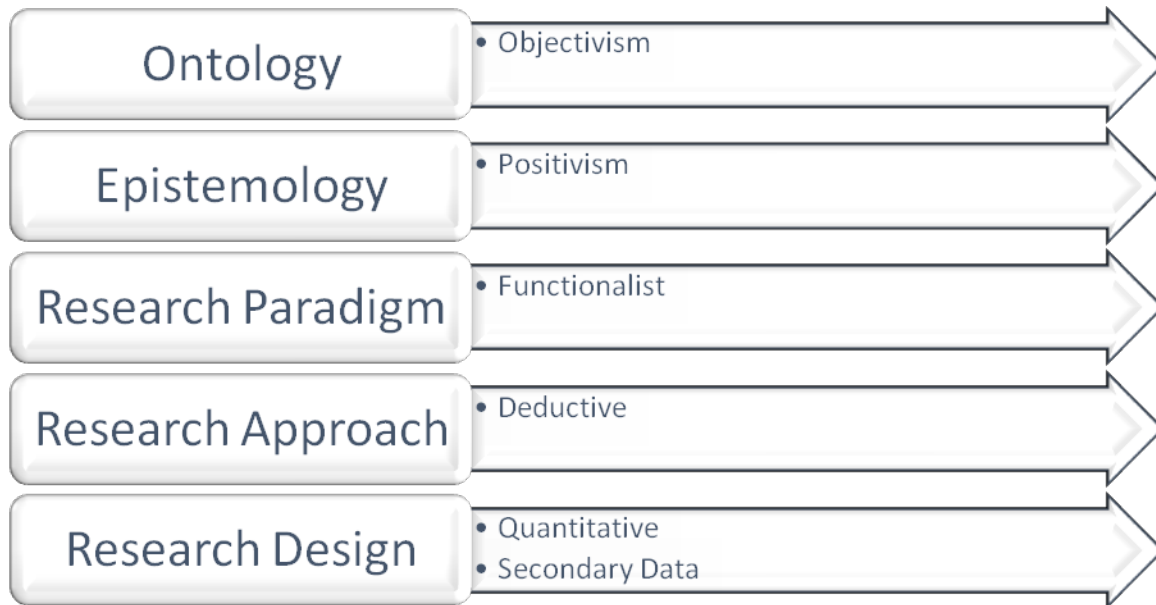 Ontology
• Objectivism
Epistemology
• Positivism
Research Paradigm
• Functionalist
Research Approach
• Deductive
Research Design
• Quantitative
• Secondary Data